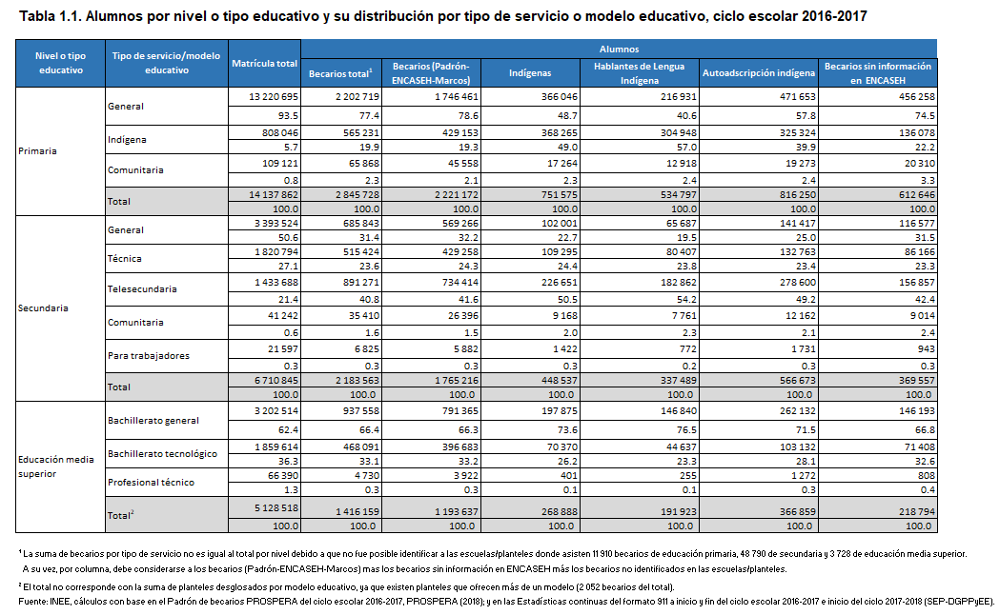 Tabla 1.1. Alumnos por nivel o tipo educativo y su distribución por tipo de servicio o modelo educativo, ciclo escolar 2016-2017
Nivel o tipo educativo Tipo de servicio/modelo educativo Matrícula total Alumnos
Becarios total¹ Becarios (Padrón-ENCASEH-Marcos) Indígenas Hablantes de Lengua Indígena Autoadscripción indígena Becarios sin información en ENCASEH
Primaria
General 13 220 695 2 202 719 1 746 461 366 046 216 931 471 653 456 258
93.5 77.4 78.6 48.7 40.6 57.8 74.5
Indígena 808 046 565 231 429 153 368 265 304 948 325 324 136 078
5.7 19.9 19.3 49.0 57.0 39.9 22.2
Comunitaria 109 121 65 868 45 558 17 264 12 918 19 273 20 310
0.8 2.3 2.1 2.3 2.4 2.4 3.3
Total 14 137 862 2 845 728 2 221 172 751 575 534 797 816 250 612 646
100.0 100.0 100.0 100.0 100.0 100.0 100.0
Secundaria
General 3 393 524 685 843 569 266 102 001 65 687 141 417 116 577
50.6 31.4 32.2 22.7 19.5 25.0 31.5
Técnica 1 820 794 515 424 429 258 109 295 80 407 132 763 86 166
27.1 23.6 24.3 24.4 23.8 23.4 23.3
Telesecundaria 1 433 688 891 271 734 414 226 651 182 862 278 600 156 857
21.4 40.8 41.6 50.5 54.2 49.2 42.4
Comunitaria 41 242 35 410 26 396 9 168 7 761 12 162 9 014
0.6 1.6 1.5 2.0 2.3 2.1 2.4
Para trabajadores 21 597 6 825 5 882 1 422 772 1 731 943
0.3 0.3 0.3 0.3 0.2 0.3 0.3
Total 6 710 845 2 183 563 1 765 216 448 537 337 489 566 673 369 557
100.0 100.0 100.0 100.0 100.0 100.0 100.0
Educación media superior
Bachillerato general 3 202 514 937 558 791 365 197 875 146 840 262 132 146 193
62.4 66.4 66.3 73.6 76.5 71.5 66.8
Bachillerato tecnológico 1 859 614 468 091 396 683 70 370 44 637 103 132 71 408
36.3 33.1 33.2 26.2 23.3 28.1 32.6
Profesional técnico 66 390 4 730 3 922 401 255 1 272 808
1.3 0.3 0.3 0.1 0.1 0.3 0.4
Total² 5 128 518 1 416 159 1 193 637 268 888 191 923 366 859 218 794
100.0 100.0 100.0 100.0 100.0 100.0 100.0
¹ La suma de becarios por tipo de servicio no es igual al total por nivel debido a que no fue posible identificar a las escuelas/planteles donde asisten 11 910 becarios de educación primaria, 48 790 de secundaria y 3 728 de educación media superior.
A su vez, por columna, debe considerarse a los becarios (Padrón-ENCASEH-Marcos) mas los becarios sin información en ENCASEH más los becarios no identificados en las escuelas/planteles.
² El total no corresponde con la suma de planteles desglosados por modelo educativo, ya que existen planteles que ofrecen más de un modelo (2 052 becarios del total).
Fuente: INEE, cálculos con base en el Padrón de becarios PROSPERA del ciclo escolar 2016-2017, PROSPERA (2018); y en las Estadísticas continuas del formato 911 a inicio y fin del ciclo escolar 2016-2017 e inicio del ciclo 2017-2018 (SEP-DGPPyEE).